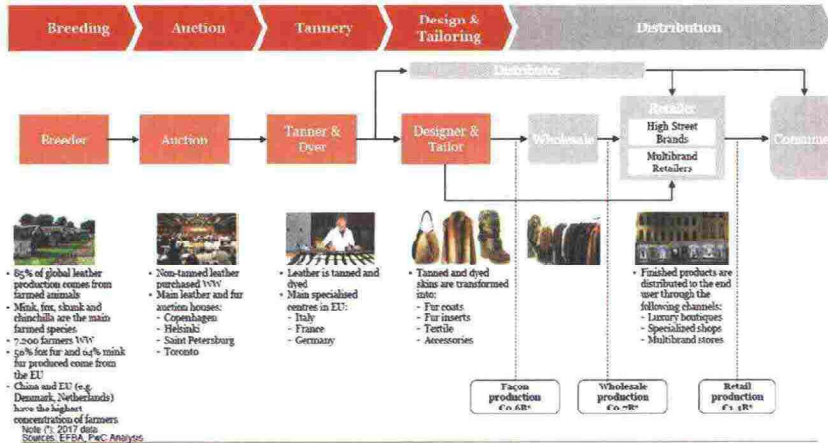 Breeding
Auction
Tannery
Design &
Tailoring
Distribution
Distributor
Breeder
Auction
Tanner &
Dyer
Designer &
Tailor
Wholesale
Retailer
High Street
Brands
Multibrand
Retailers
Consumer
• 85% of global leather
production comes from
farmed animals
• Mink, fox, skunk and
chinchilla are the main
farmed species.
• 7.200 farmers WW
• 56% fox fur and 64% mink
fur produced come from
the EU
- China and EU (e.g.
Denmark, Netherlands)
have the highest
concentration of farmers
• Non-tanned leather
purchased WW
• Main leather and fur
auction houses:
- Copenhagen
- Helsinki
- Saint Petersburg
- Toronto
• Leather is tanned and
dyed
• Main specialised
centres in EU:
- Italy
- France
- Germany
• Tanned and dyed
skins are transformed
into:
- Fur coats
- Fur inserts
- Textile
- Accessories
• Finished products are
distributed to the end
user through the
following channels:
- Luxury boutiques
- Specialized shops
- Multibrand stores
Façon
production
€0.6B*
Wholesale
production
€0.7B*
Retail
production
Note (*): 2017 data
Sources: EFBA, PwC Analysis